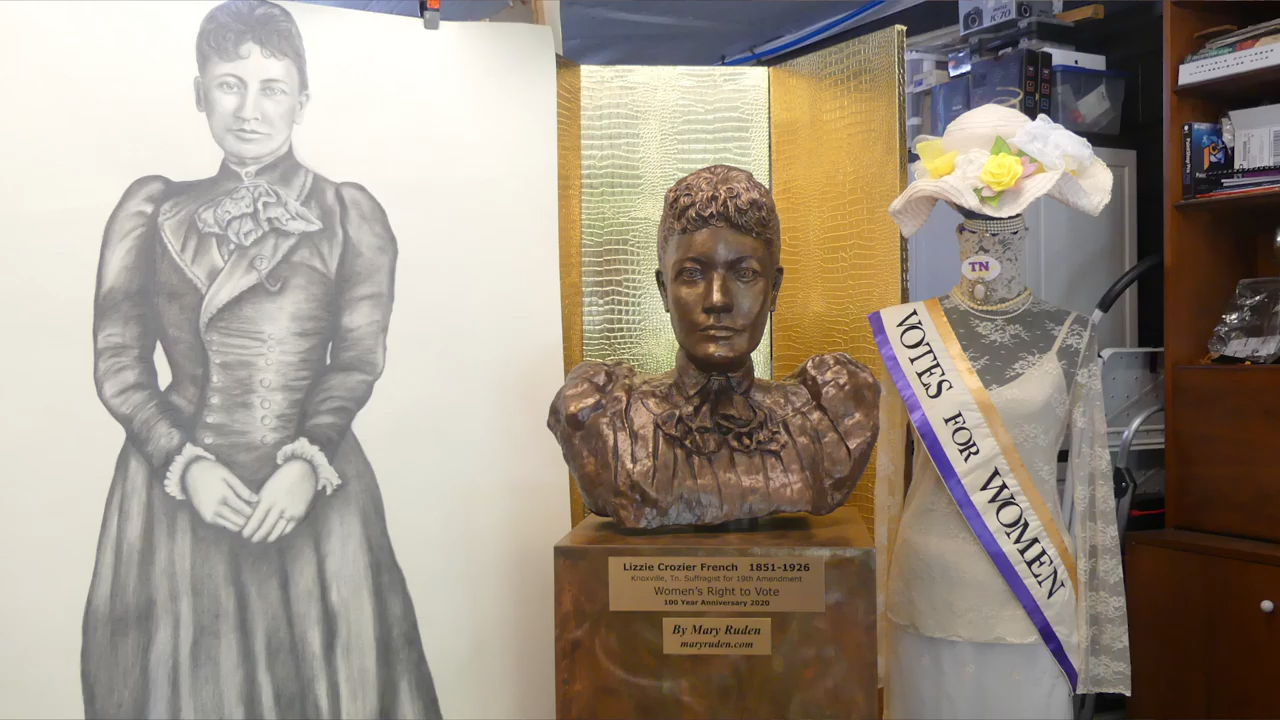 PENTAX
K-70
TN
VOTES FOR WOMEN
Lizzie Crozier French 1851-1926
Knoxville, Tn. Suffragist for 19th Amendment
Women's Right to Vote
100 Year Anniversary 2020
By Mary Ruden
maryruden.com